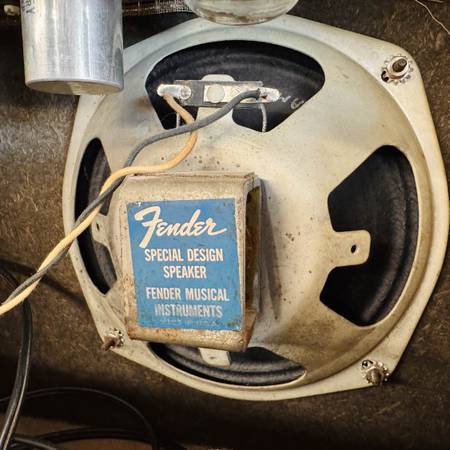 Fender
SPECIAL DESIGN
SPEAKER
FENDER MUSICAL
INSTRUMENTS